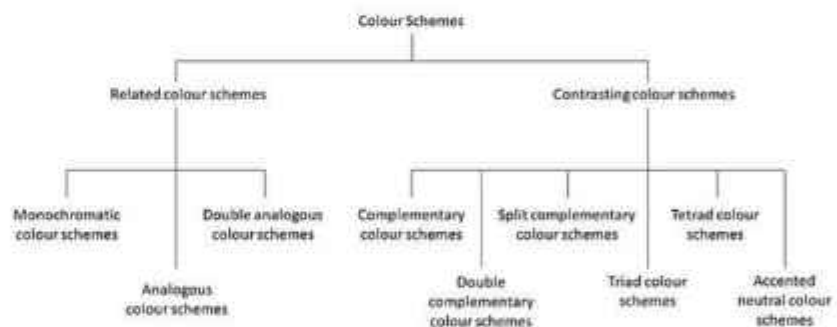 Colour Schemes
Related colour schemes
Contrasting colour schemes
Monochromatic
colour schemes
Double analogous
colour schemes
Complementary
colour schemes
Split complementary
colour schemes
Tetrad colour
schemes
Analogous
colour schemes
Double
complementary
colour schemes
Triad colour
schemes
Accented
neutral colour
schemes